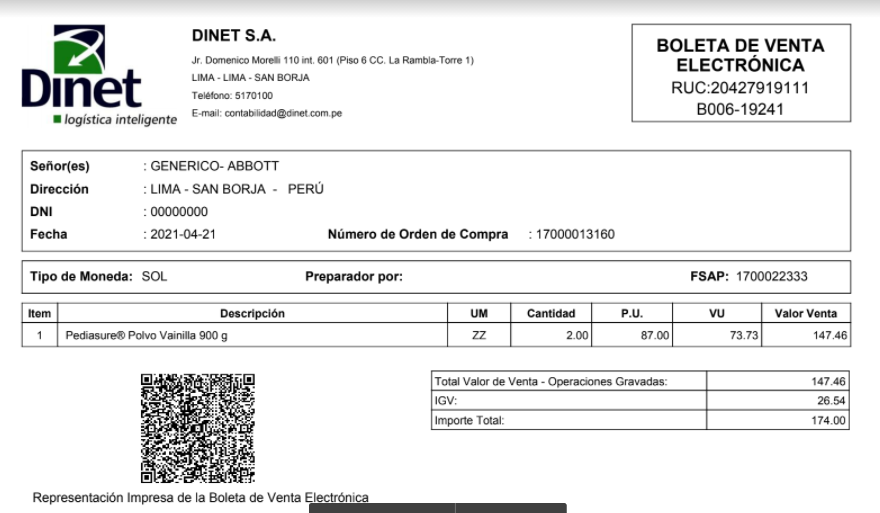 DINET S.A.
Jr. Domenico Morelli 110 int. 601 (Piso 6 CC. La Rambla-Torre 1)
LIMA - LIMA - SAN BORJA
Teléfono: 5170100
E-mail: contabilidad@dinet.com.pe
Dinet
logística inteligente
BOLETA DE VENTA
ELECTRÓNICA
RUC:20427919111
B006-19241
Señor(es) : GENERICO- ABBOTT
Dirección : LIMA - SAN BORJA - PERÚ
DNI : 00000000
Fecha : 2021-04-21 Número de Orden de Compra : 17000013160
Tipo de Moneda: SOL Preparador por: FSAP: 1700022333
Item Descripción UM Cantidad P.U. VU Valor Venta
1 Pediasure® Polvo Vainilla 900 g ZZ 2.00 87.00 73.73 147.46
Total Valor de Venta - Operaciones Gravadas: 147.46
IGV: 26.54
Importe Total: 174.00
Representación Impresa de la Boleta de Venta Electrónica